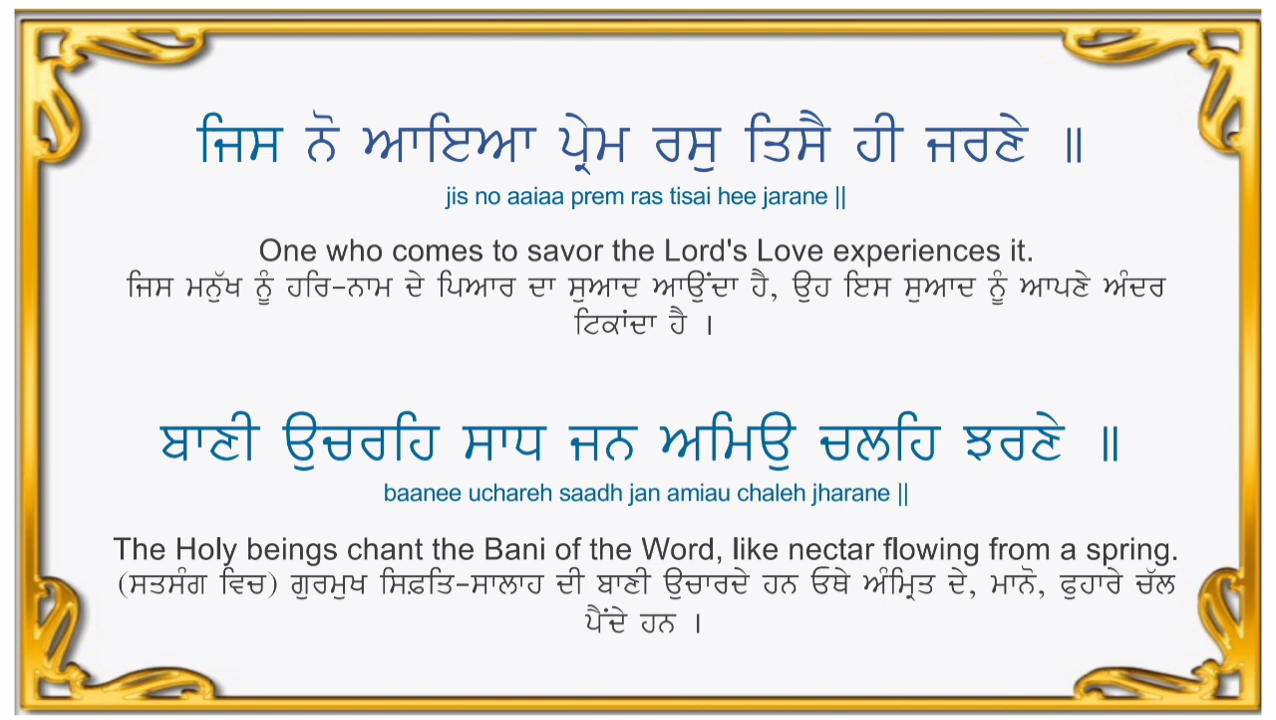 ਜਿਸ ਨੋ ਆਇਆ ਪ੍ਰੇਮ ਰਸੁ ਤਿਸੈ ਹੀ ਜਰਣੇ ॥
jis no aaiaa prem ras tisai hee jarane ||
One who comes to savor the Lord's Love experiences it.
ਜਿਸ ਮਨੁੱਖ ਨੂੰ ਹਰਿ-ਨਾਮ ਦੇ ਪਿਆਰ ਦਾ ਸੁਆਦ ਆਉਂਦਾ ਹੈ, ਉਹ ਇਸ ਸੁਆਦ ਨੂੰ ਆਪਣੇ ਅੰਦਰ
ਟਿਕਾਂਦਾ ਹੈ ।
ਬਾਣੀ ਉਚਰਹਿ ਸਾਧ ਜਨ ਅਮਿਉ ਚਲਹਿ ਝਰਣੇ ॥
baanee uchareh saadh jan amiau chaleh jharane ||
The Holy beings chant the Bani of the Word, like nectar flowing from a spring.
(ਸਤਸੰਗ ਵਿਚ) ਗੁਰਮੁਖ ਸਿਫ਼ਤਿ-ਸਾਲਾਹ ਦੀ ਬਾਣੀ ਉਚਾਰਦੇ ਹਨ ਓਥੇ ਅੰਮ੍ਰਿਤ ਦੇ, ਮਾਨੋ, ਫੁਹਾਰੇ ਚੱਲ
ਪੈਂਦੇ ਹਨ ।